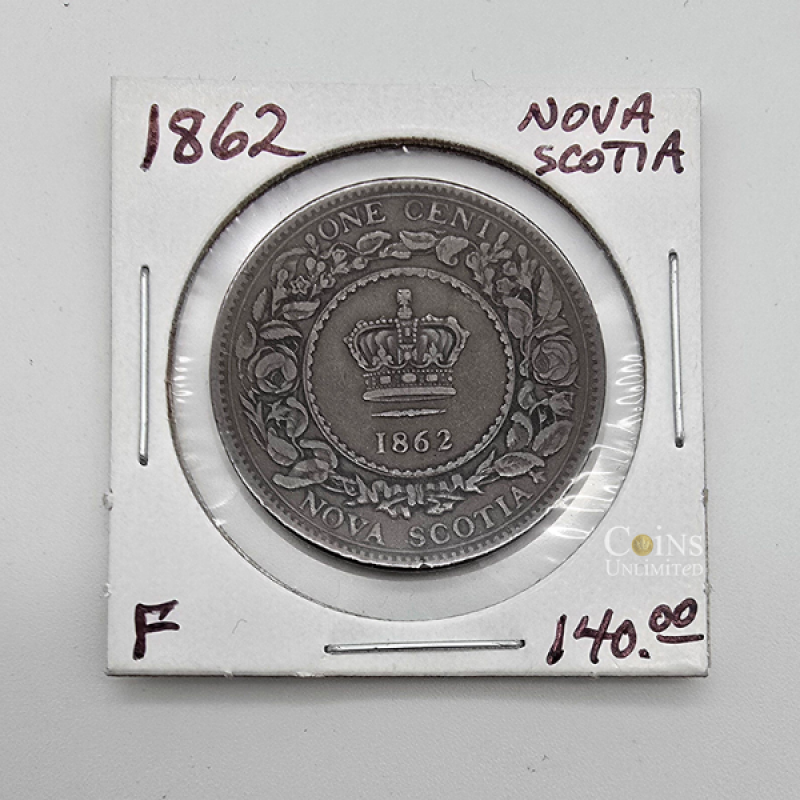 1862
NOVA
SCOTIA
ONE CENT
1862
NOVA SCOTIA
COINS
UNLIMITED
F
140.00